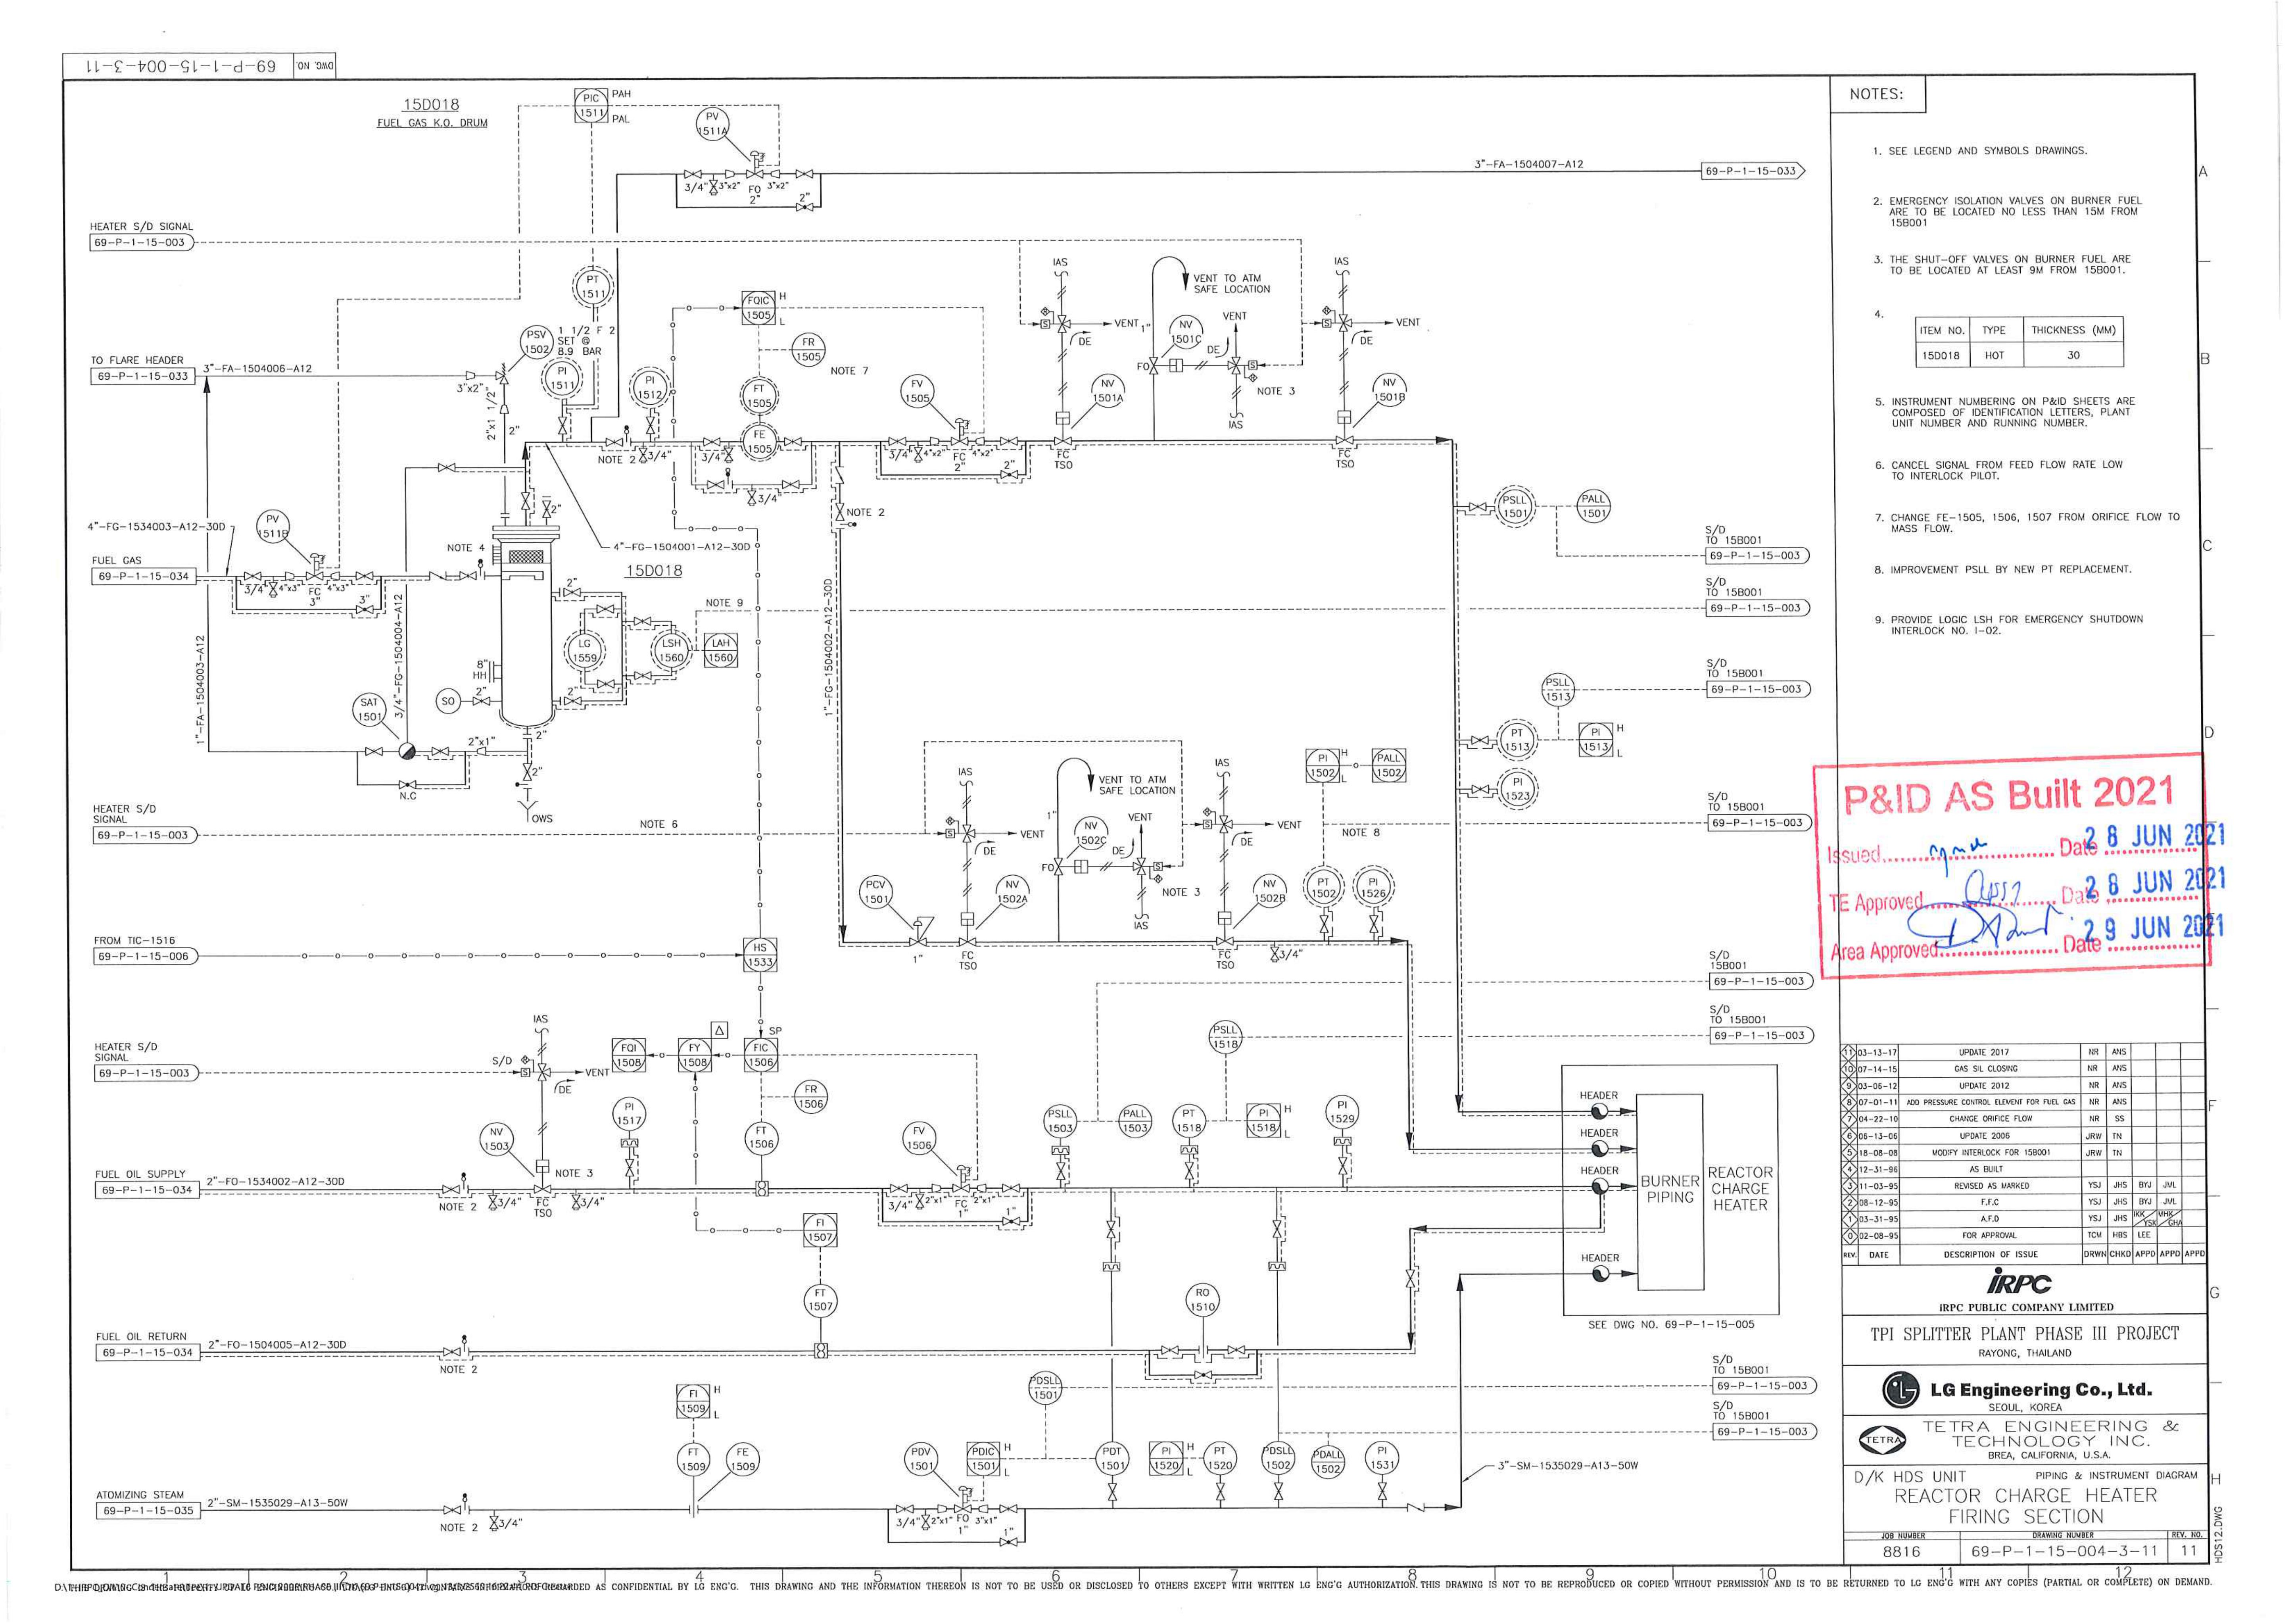 69-P-1-15-004-3-11
DWG. NO.
15D018
FUEL GAS K.O. DRUM
PIC
1511
PAH
PAL
PV
1511A
3/4"
3"x2"
FO
2"
3"x2"
2"
3"-FA-1504007-A12
69-P-1-15-033
HEATER S/D SIGNAL
69-P-1-15-003
PT
1511
PSV
1502
1 1/2 F 2
SET @
8.9 BAR
PI
1511
PI
1512
FQIC
1505
H
L
FR
1505
FT
1505
FE
1505
NOTE 7
FV
1505
IAS
VENT
DE
NV
1501A
FC
TSO
1"
VENT TO ATM
SAFE LOCATION
NV
1501C
FO
DE
VENT
NOTE 3
IAS
IAS
VENT
DE
NV
1501B
FC
TSO
TO FLARE HEADER
69-P-1-15-033
3"-FA-1504006-A12
3"x2"
2"x1 1/2"
2"
NOTE 2
3/4"
3/4"
3/4"
3/4"
4"x2"
FC
2"
4"x2"
2"
NOTE 2
4"-FG-1534003-A12-30D
PV
1511B
FUEL GAS
69-P-1-15-034
3/4"
4"x3"
FC
3"
4"x3"
3"
NOTE 4
2"
4"-FG-1504001-A12-30D
15D018
2"
NOTE 9
LG
1559
LSH
1560
LAH
1560
8"
HH
2"
SO
2"
1"-FA-1504003-A12
3/4"-FG-1504004-A12
1"-FG-1504002-A12-30D
SAT
1501
2"x1"
2"
2"
N.C
OWS
PSLL
1501
PALL
1501
S/D
TO 15B001
69-P-1-15-003
S/D
TO 15B001
69-P-1-15-003
S/D
TO 15B001
69-P-1-15-003
PSLL
1513
PT
1513
PI
1513
H
L
PI
1523
HEATER S/D
SIGNAL
69-P-1-15-003
NOTE 6
IAS
VENT
DE
NV
1502A
PCV
1501
1"
FC
TSO
1"
VENT TO ATM
SAFE LOCATION
NV
1502C
FO
DE
VENT
NOTE 3
IAS
IAS
VENT
DE
NV
1502B
FC
TSO
3/4"
PI
1502
H
L
PALL
1502
NOTE 8
PT
1502
PI
1526
S/D
TO 15B001
69-P-1-15-003
FROM TIC-1516
69-P-1-15-006
HS
1533
S/D
15B001
69-P-1-15-003
S/D
TO 15B001
69-P-1-15-003
HEATER S/D
SIGNAL
69-P-1-15-003
IAS
S/D
VENT
DE
NV
1503
FQI
1508
FY
1508
Δ
SP
FIC
1506
FR
1506
FT
1506
PI
1517
FV
1506
PSLL
1503
PALL
1503
PSLL
1518
PT
1518
PI
1518
H
L
PI
1529
FUEL OIL SUPPLY
69-P-1-15-034
2"-FO-1534002-A12-30D
NOTE 2
3/4"
FC
TSO
NOTE 3
3/4"
3/4"
2"x1"
FC
1"
2"x1"
1"
HEADER
HEADER
HEADER
HEADER
BURNER
PIPING
REACTOR
CHARGE
HEATER
SEE DWG NO. 69-P-1-15-005
FI
1507
FT
1507
RO
1510
FUEL OIL RETURN
69-P-1-15-034
2"-FO-1504005-A12-30D
NOTE 2
S/D
TO 15B001
69-P-1-15-003
S/D
TO 15B001
69-P-1-15-003
FI
1509
H
L
FT
1509
FE
1509
PDV
1501
PDSLL
1501
PDIC
1501
H
L
PDT
1501
PI
1520
H
L
PT
1520
PDSLL
1502
PDALL
1502
PI
1531
3"-SM-1535029-A13-50W
ATOMIZING STEAM
69-P-1-15-035
2"-SM-1535029-A13-50W
NOTE 2
3/4"
3/4"
2"x1"
FO
1"
3"x1"
1"
NOTES:
1. SEE LEGEND AND SYMBOLS DRAWINGS.
2. EMERGENCY ISOLATION VALVES ON BURNER FUEL
ARE TO BE LOCATED NO LESS THAN 15M FROM
15B001
3. THE SHUT-OFF VALVES ON BURNER FUEL ARE
TO BE LOCATED AT LEAST 9M FROM 15B001.
4.
ITEM NO. TYPE THICKNESS (MM)
15D018 HOT 30
5. INSTRUMENT NUMBERING ON P&ID SHEETS ARE
COMPOSED OF IDENTIFICATION LETTERS, PLANT
UNIT NUMBER AND RUNNING NUMBER.
6. CANCEL SIGNAL FROM FEED FLOW RATE LOW
TO INTERLOCK PILOT.
7. CHANGE FE-1505, 1506, 1507 FROM ORIFICE FLOW TO
MASS FLOW.
8. IMPROVEMENT PSLL BY NEW PT REPLACEMENT.
9. PROVIDE LOGIC LSH FOR EMERGENCY SHUTDOWN
INTERLOCK NO. I-02.
P&ID AS Built 2021
Issued Date 28 JUN 2021
TE Approved Date 28 JUN 2021
Area Approved Date 29 JUN 2021
11 03-13-17 UPDATE 2017 NR ANS
10 07-14-15 GAS SIL CLOSING NR ANS
9 03-06-12 UPDATE 2012 NR ANS
8 07-01-11 ADD PRESSURE CONTROL ELEMENT FOR FUEL GAS NR ANS
7 04-22-10 CHANGE ORIFICE FLOW NR SS
6 06-13-06 UPDATE 2006 JRW TN
5 18-08-08 MODIFY INTERLOCK FOR 15B001 JRW TN
4 12-31-96 AS BUILT
3 11-03-95 REVISED AS MARKED YSJ JHS BYJ JVL
2 08-12-95 F.F.C YSJ JHS BYJ JVL
1 03-31-95 A.F.D YSJ JHS
0 02-08-95 FOR APPROVAL TCM HBS LEE
REV. DATE DESCRIPTION OF ISSUE DRWN CHKD APPD APPD APPD
iRPC
iRPC PUBLIC COMPANY LIMITED
TPI SPLITTER PLANT PHASE III PROJECT
RAYONG, THAILAND
LG Engineering Co., Ltd.
SEOUL, KOREA
TETRA
TETRA ENGINEERING &
TECHNOLOGY INC.
BREA, CALIFORNIA, U.S.A.
D/K HDS UNIT PIPING & INSTRUMENT DIAGRAM
REACTOR CHARGE HEATER
FIRING SECTION
JOB NUMBER DRAWING NUMBER REV. NO.
8816 69-P-1-15-004-3-11 11
HDS12.DWG
A
B
C
D
F
G
H
1 2 3 4 5 6 7 8 9 10 11 12
REGARDED AS CONFIDENTIAL BY LG ENG'G. THIS DRAWING AND THE INFORMATION THEREON IS NOT TO BE USED OR DISCLOSED TO OTHERS EXCEPT WITH WRITTEN LG ENG'G AUTHORIZATION. THIS DRAWING IS NOT TO BE REPRODUCED OR COPIED WITHOUT PERMISSION AND IS TO BE RETURNED TO LG ENG'G WITH ANY COPIES (PARTIAL OR COMPLETE) ON DEMAND.